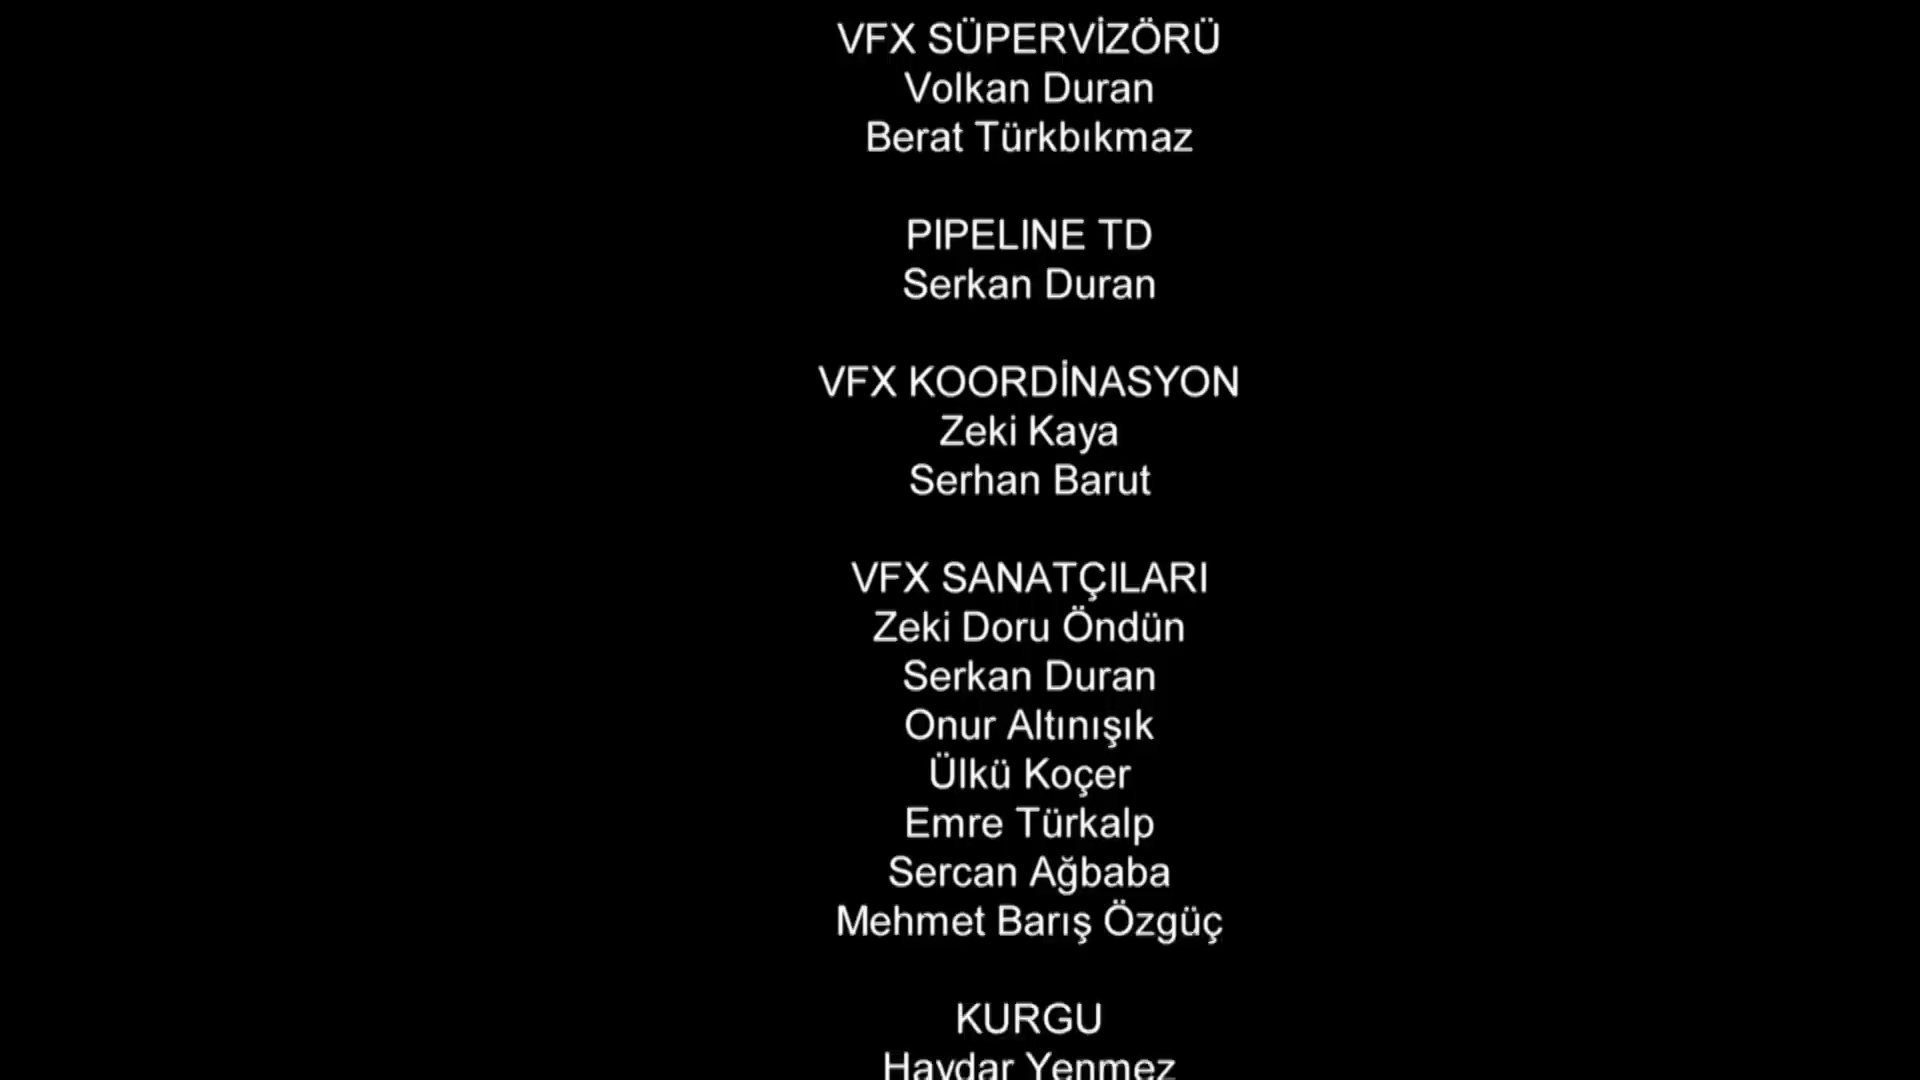 VFX SÜPERVİZÖRÜ
Volkan Duran
Berat Türkbıkmaz
PIPELINE TD
Serkan Duran
VFX KOORDİNASYON
Zeki Kaya
Serhan Barut
VFX SANATÇILARI
Zeki Doru Öndün
Serkan Duran
Onur Altınışık
Ülkü Koçer
Emre Türkalp
Sercan Ağbaba
Mehmet Barış Özgüç
KURGU
Haydar Yenmez